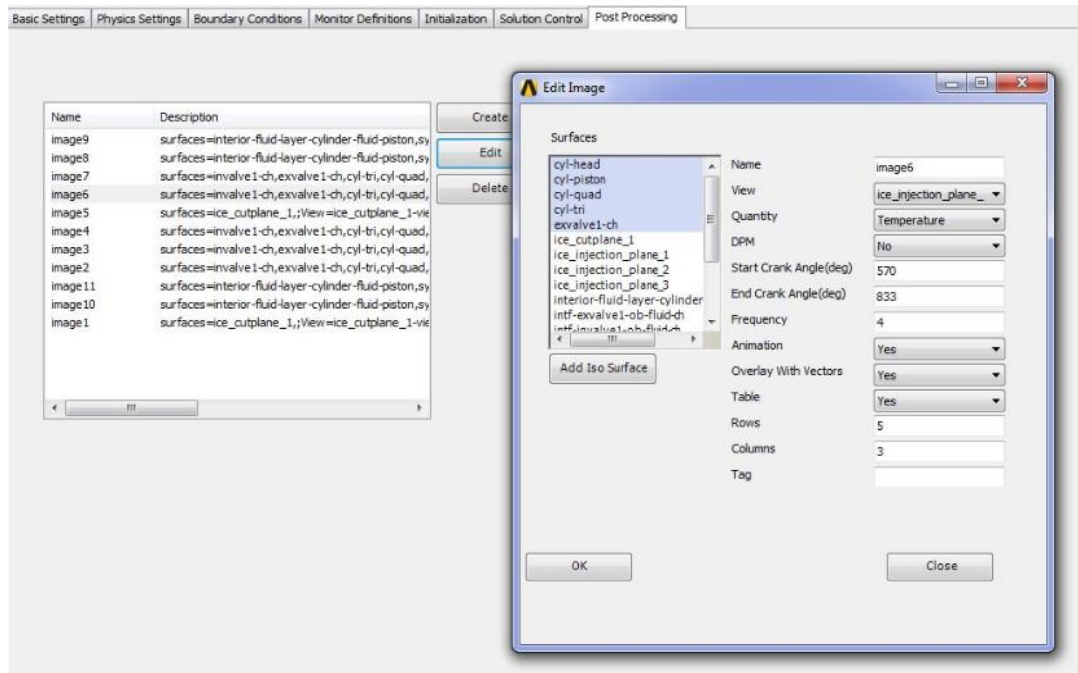 Basic Settings Physics Settings Boundary Conditions Monitor Definitions Initialization Solution Control Post Processing
Name Description
image9 surfaces=interior-fluid-layer-cylinder-fluid-piston,sy
image8 surfaces=interior-fluid-layer-cylinder-fluid-piston,sy
image7 surfaces=invalve1-ch,exvalve1-ch,cyl-tri,cyl-quad,
image6 surfaces=invalve1-ch,exvalve1-ch,cyl-tri,cyl-quad,
image5 surfaces=ice_cutplane_1,;View=ice_cutplane_1-vie
image4 surfaces=invalve1-ch,exvalve1-ch,cyl-tri,cyl-quad,
image3 surfaces=invalve1-ch,exvalve1-ch,cyl-tri,cyl-quad,
image2 surfaces=invalve1-ch,exvalve1-ch,cyl-tri,cyl-quad,
image11 surfaces=interior-fluid-layer-cylinder-fluid-piston,sy
image10 surfaces=interior-fluid-layer-cylinder-fluid-piston,sy
image1 surfaces=ice_cutplane_1,;View=ice_cutplane_1-vie
Create
Edit
Delete
Edit Image
Surfaces
cyl-head
cyl-piston
cyl-quad
cyl-tri
exvalve1-ch
ice_cutplane_1
ice_injection_plane_1
ice_injection_plane_2
ice_injection_plane_3
interior-fluid-layer-cylinder
intf-exvalve1-ob-fluid-ch
intf-invalve1-ob-fluid-ch
Add Iso Surface
Name image6
View ice_injection_plane_
Quantity Temperature
DPM No
Start Crank Angle(deg) 570
End Crank Angle(deg) 833
Frequency 4
Animation Yes
Overlay With Vectors Yes
Table Yes
Rows 5
Columns 3
Tag
OK Close